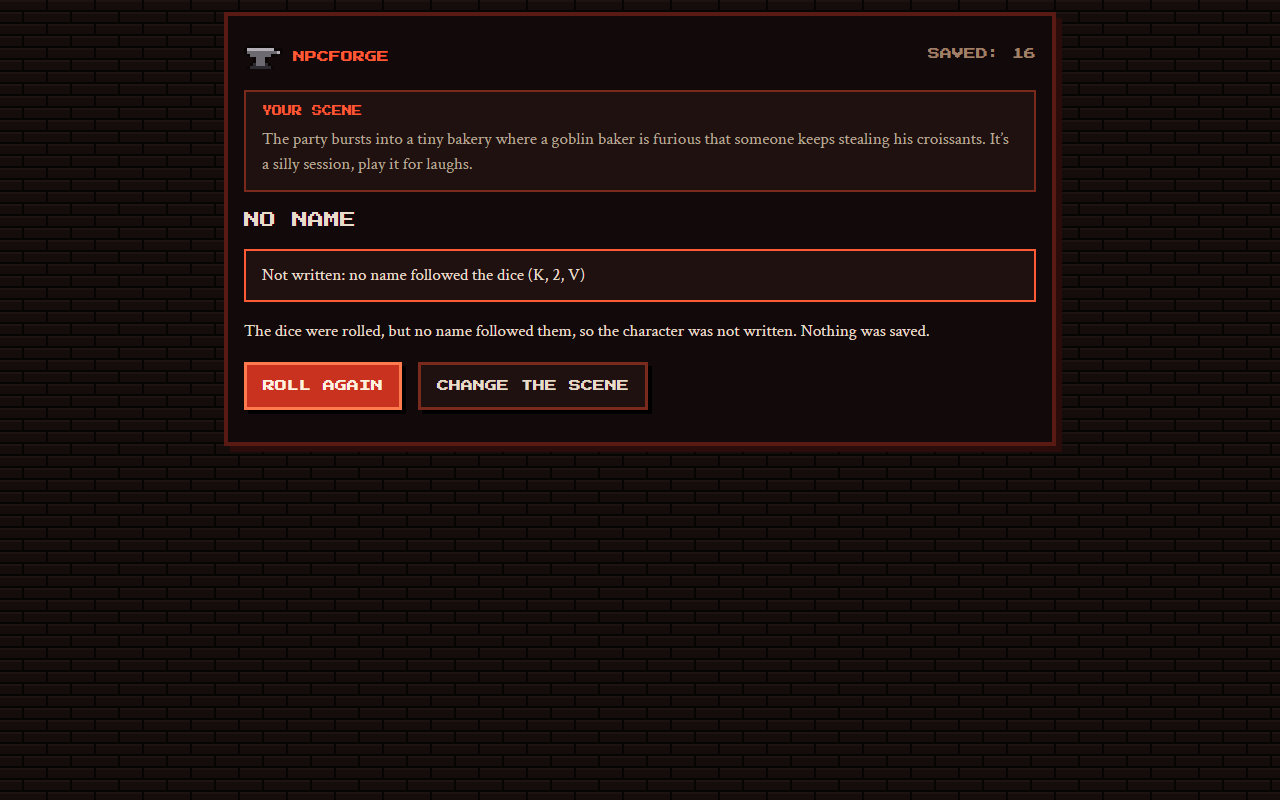 NPCFORGE
SAVED: 16
YOUR SCENE
The party bursts into a tiny bakery where a goblin baker is furious that someone keeps stealing his croissants. It's
a silly session, play it for laughs.
NO NAME
Not written: no name followed the dice (K, 2, V)
The dice were rolled, but no name followed them, so the character was not written. Nothing was saved.
ROLL AGAIN
CHANGE THE SCENE